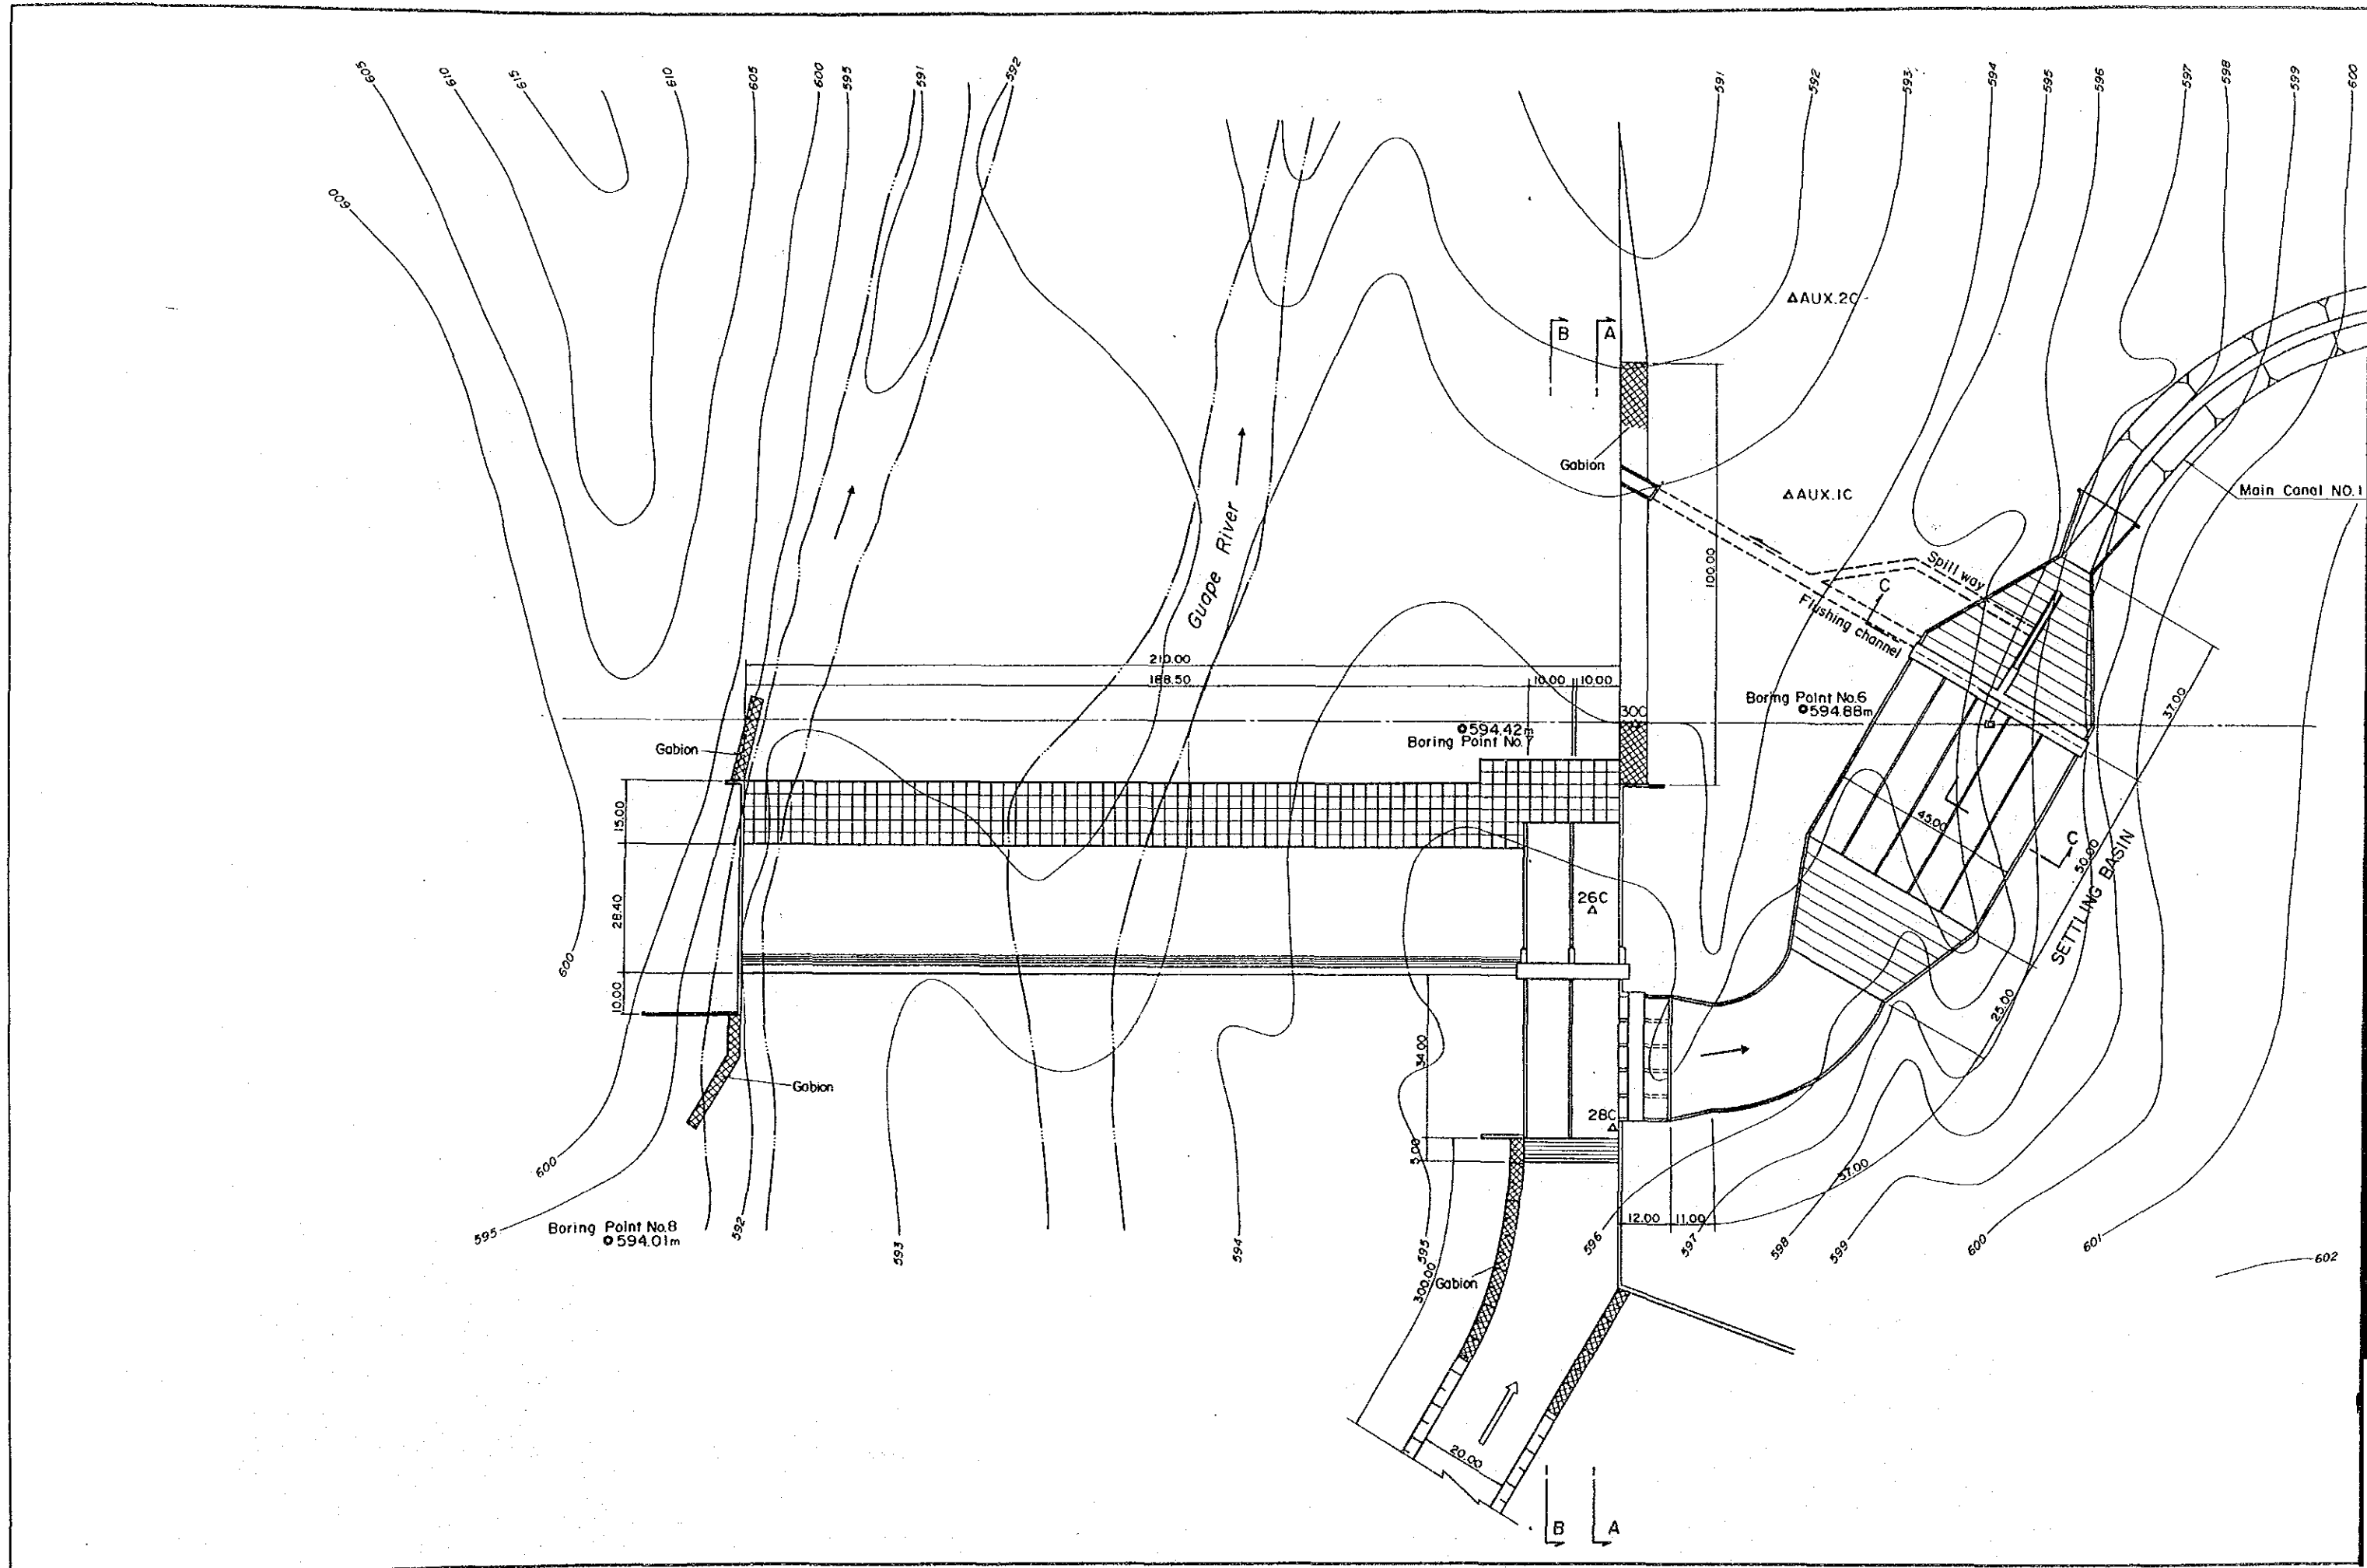 605
610
615
610
605
600
595
591
592
591
592
593
594
595
596
597
598
599
600
600
△AUX.2C
B
A
Gabion
△AUX.1C
Main Canal NO.1
100.00
Guape River
Spill way
C
Flushing channel
210.00
188.50
10.00
10.00
37.00
Boring Point No.6
594.88m
30C
594.42m
Boring Point No.7
Gabion
15.00
45.00
C
50.00
SETTLING BASIN
28.40
26C
600
10.00
25.00
34.00
Gabion
28C
5.00
600
37.00
595
Boring Point No.8
594.01m
592
593
594
595
596
12.00
11.00
597
598
599
600
601
602
300.00
Gabion
20.00
B
A